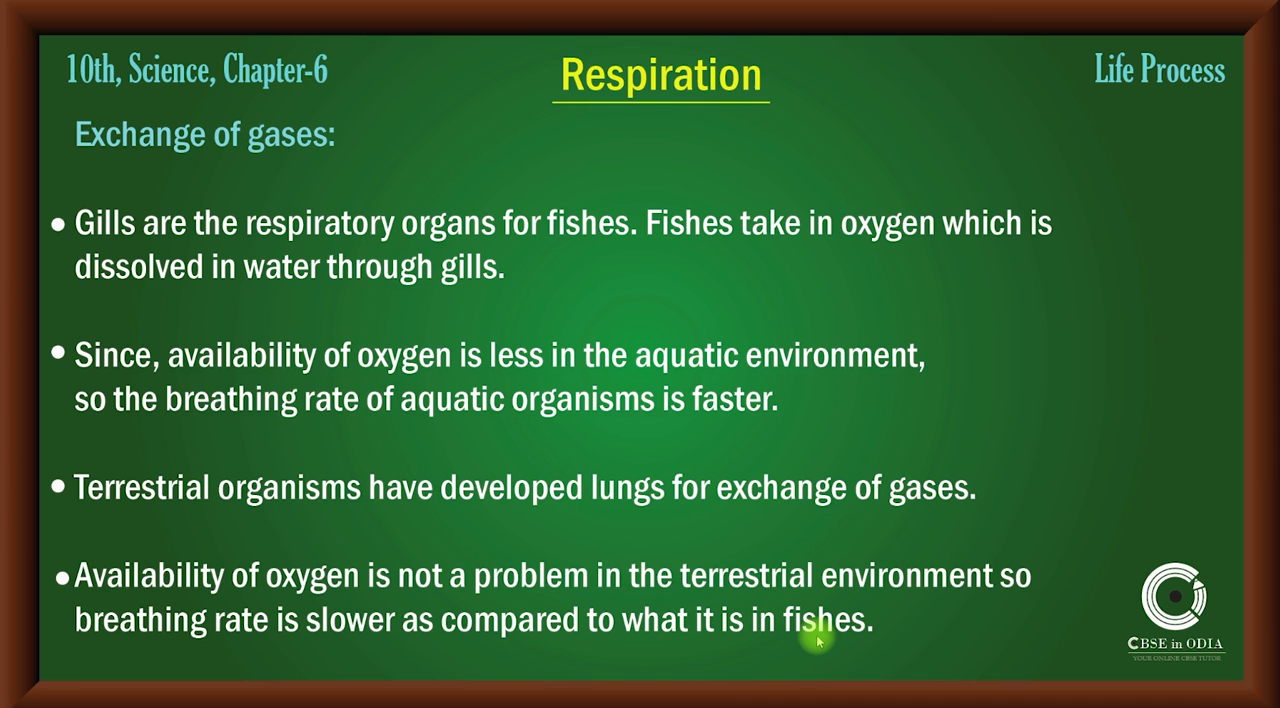 10th, Science, Chapter-6
Respiration
Life Process
Exchange of gases:
• Gills are the respiratory organs for fishes. Fishes take in oxygen which is
dissolved in water through gills.
• Since, availability of oxygen is less in the aquatic environment,
so the breathing rate of aquatic organisms is faster.
• Terrestrial organisms have developed lungs for exchange of gases.
• Availability of oxygen is not a problem in the terrestrial environment so
breathing rate is slower as compared to what it is in fishes.
CBSE in ODIA
YOUR ONLINE CBSE TUTOR